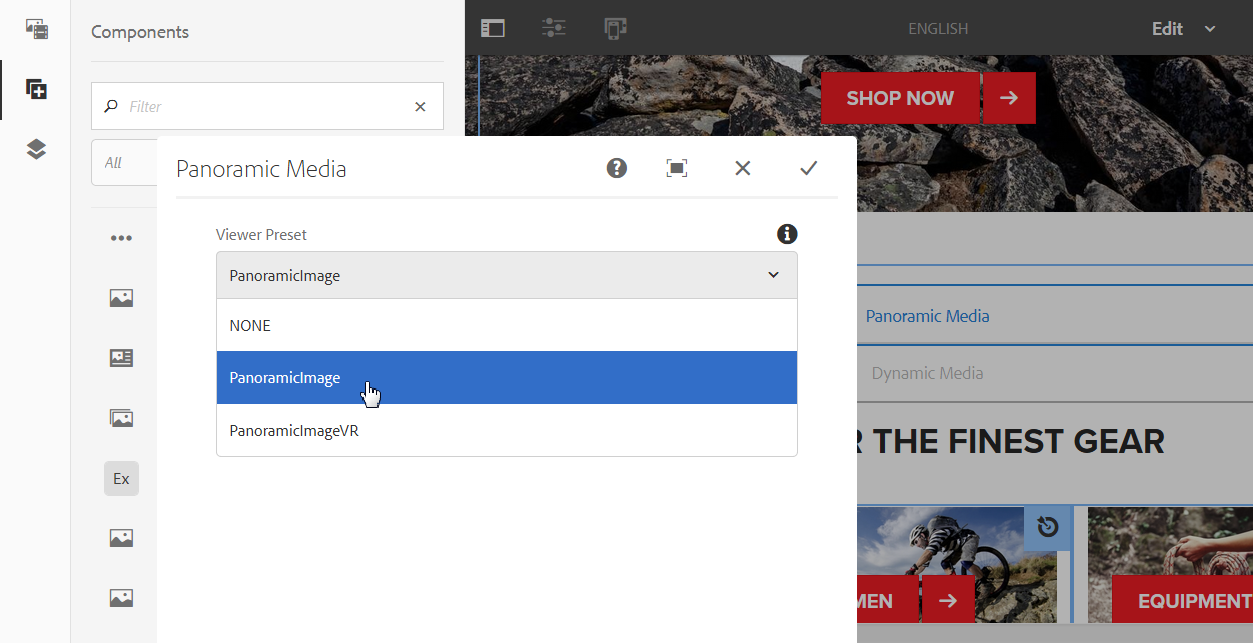 Components
ENGLISH
Edit
Filter
SHOP NOW
All
Panoramic Media
Viewer Preset
PanoramicImage
NONE
PanoramicImage
PanoramicImageVR
Panoramic Media
Dynamic Media
R THE FINEST GEAR
Ex
MEN
EQUIPMENT